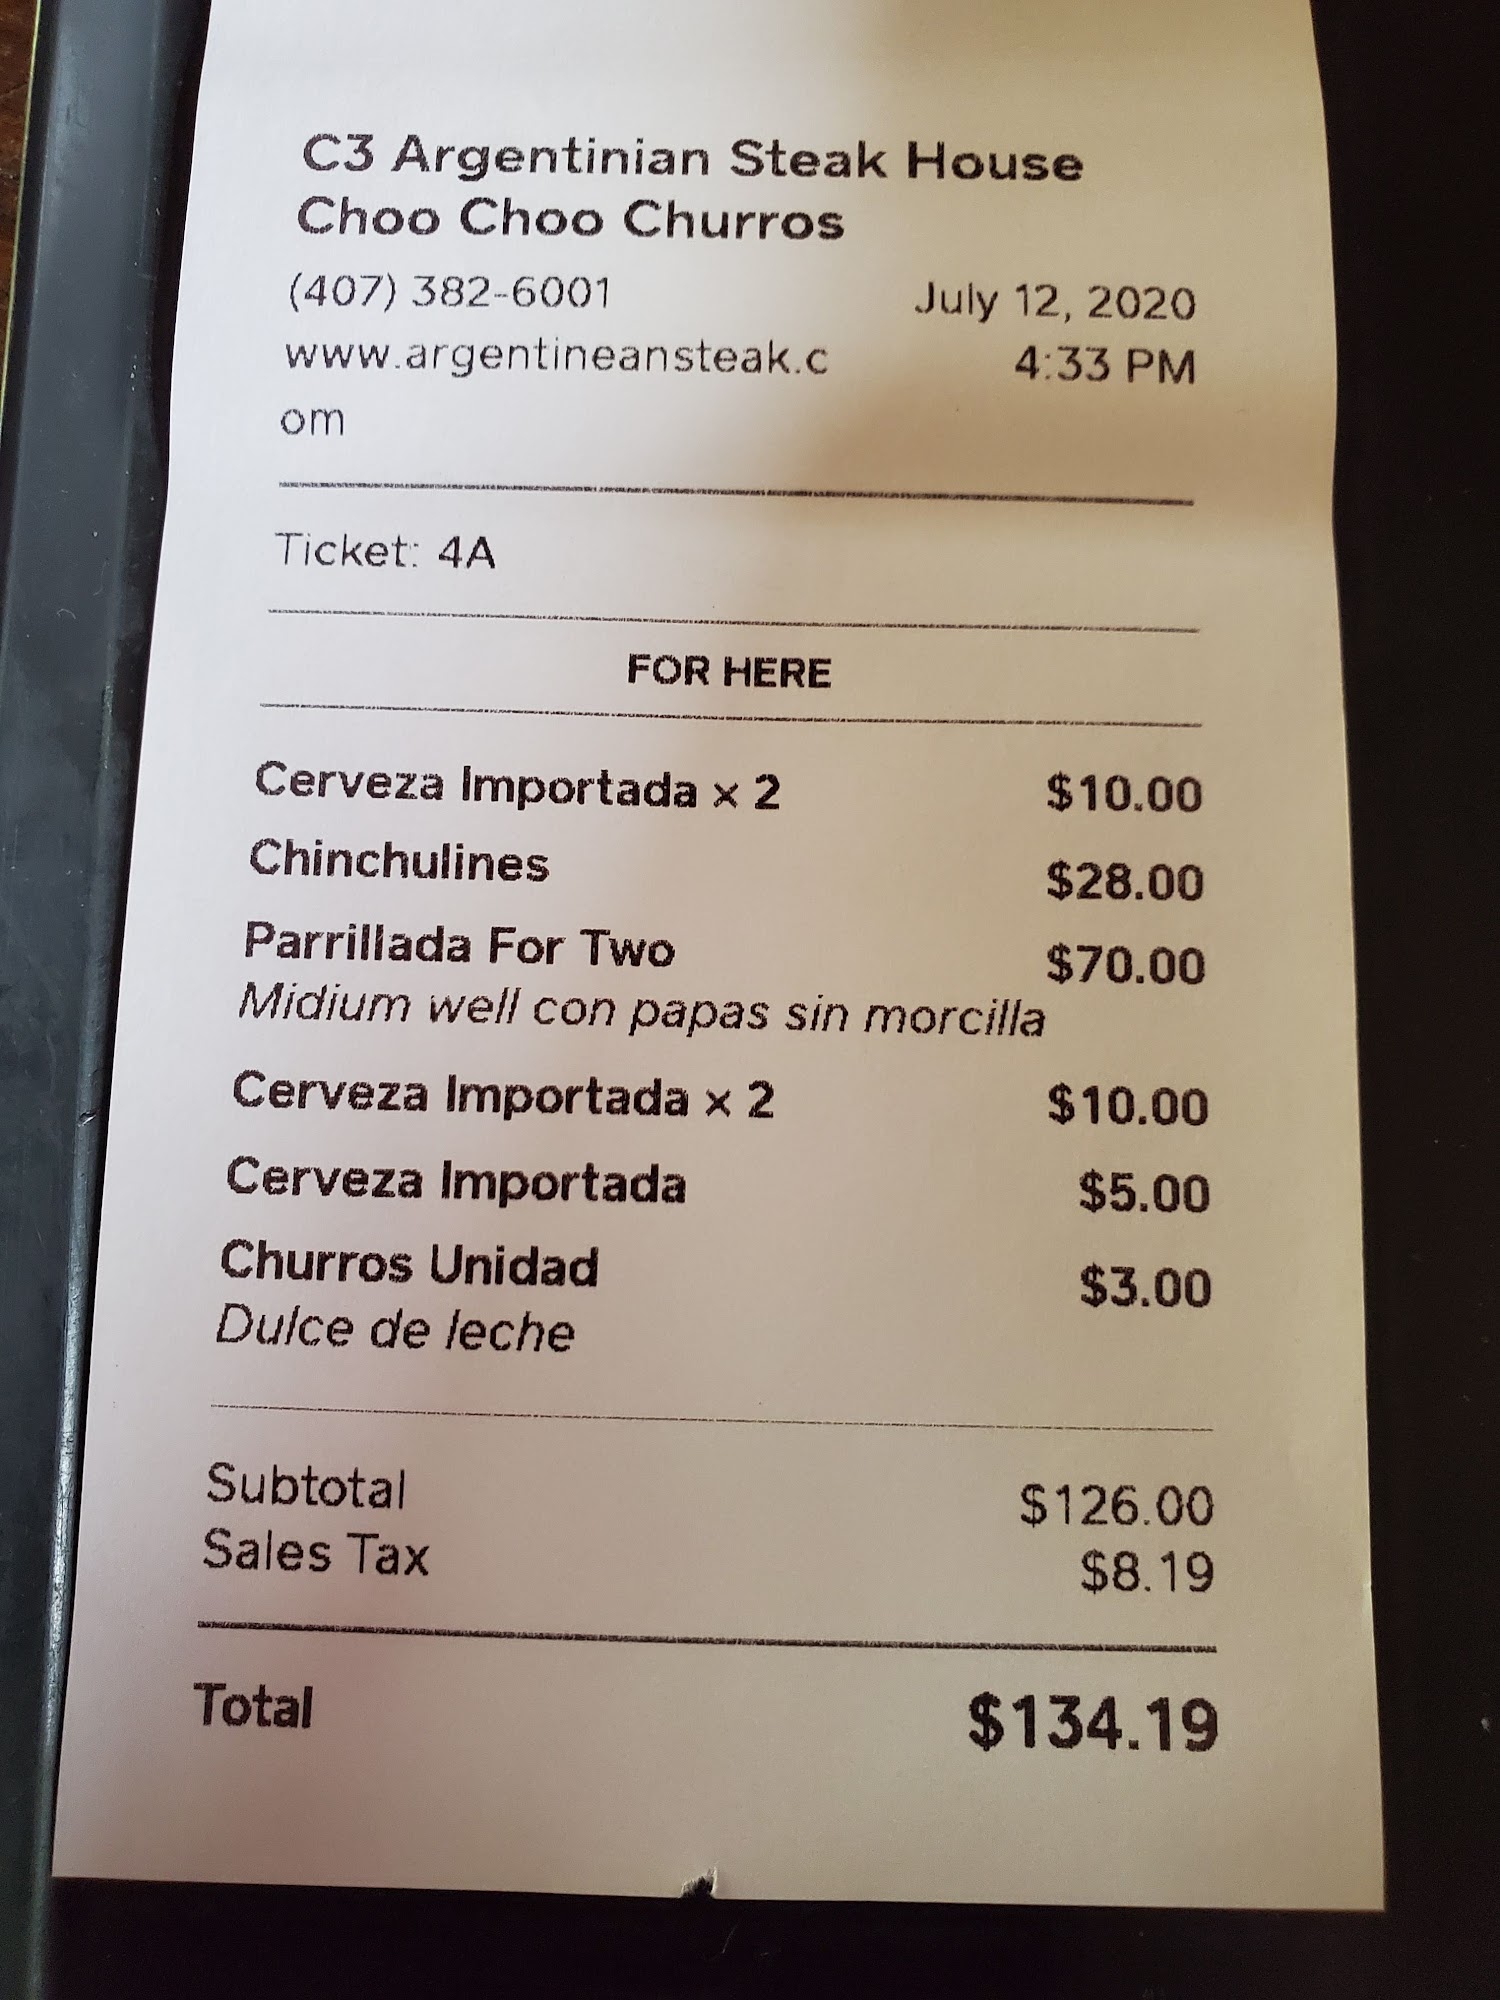 C3 Argentinian Steak House
Choo Choo Churros
(407) 382-6001 July 12, 2020
www.argentineansteak.c 4:33 PM
om
Ticket: 4A
FOR HERE
Cerveza Importada x 2 $10.00
Chinchulines $28.00
Parrillada For Two $70.00
Midium well con papas sin morcilla
Cerveza Importada x 2 $10.00
Cerveza Importada $5.00
Churros Unidad $3.00
Dulce de leche
Subtotal $126.00
Sales Tax $8.19
Total $134.19